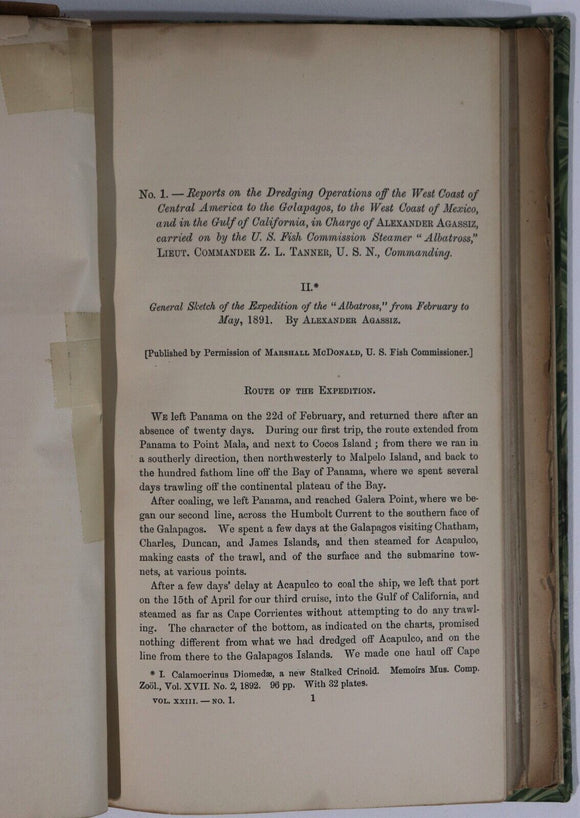 No. 1. — Reports on the Dredging Operations off the West Coast of
Central America to the Galapagos, to the West Coast of Mexico,
and in the Gulf of California, in Charge of ALEXANDER AGASSIZ,
carried on by the U. S. Fish Commission Steamer "Albatross,"
LIEUT. COMMANDER Z. L. TANNER, U. S. N., Commanding.
II.*
General Sketch of the Expedition of the "Albatross," from February to
May, 1891. By ALEXANDER AGASSIZ.
[Published by Permission of MARSHALL MCDONALD, U. S. Fish Commissioner.]
ROUTE OF THE EXPEDITION.
WE left Panama on the 22d of February, and returned there after an
absence of twenty days. During our first trip, the route extended from
Panama to Point Mala, and next to Cocos Island; from there we ran in
a southerly direction, then northwesterly to Malpelo Island, and back to
the hundred fathom line off the Bay of Panama, where we spent several
days trawling off the continental plateau of the Bay.
After coaling, we left Panama, and reached Galera Point, where we be-
gan our second line, across the Humbolt Current to the southern face of
the Galapagos. We spent a few days at the Galapagos visiting Chatham,
Charles, Duncan, and James Islands, and then steamed for Acapulco,
making casts of the trawl, and of the surface and the submarine tow-
nets, at various points.
After a few days' delay at Acapulco to coal the ship, we left that port
on the 15th of April for our third cruise, into the Gulf of California, and
steamed as far as Cape Corrientes without attempting to do any trawl-
ing. The character of the bottom, as indicated on the charts, promised
nothing different from what we had dredged off Acapulco, and on the
line from there to the Galapagos Islands. We made one haul off Cape
* I. Calamocrinus Diomedæ, a new Stalked Crinoid. Memoirs Mus. Comp.
Zoöl., Vol. XVII. No. 2, 1892. 96 pp. With 32 plates.
VOL. XXIII. — NO. 1. 1